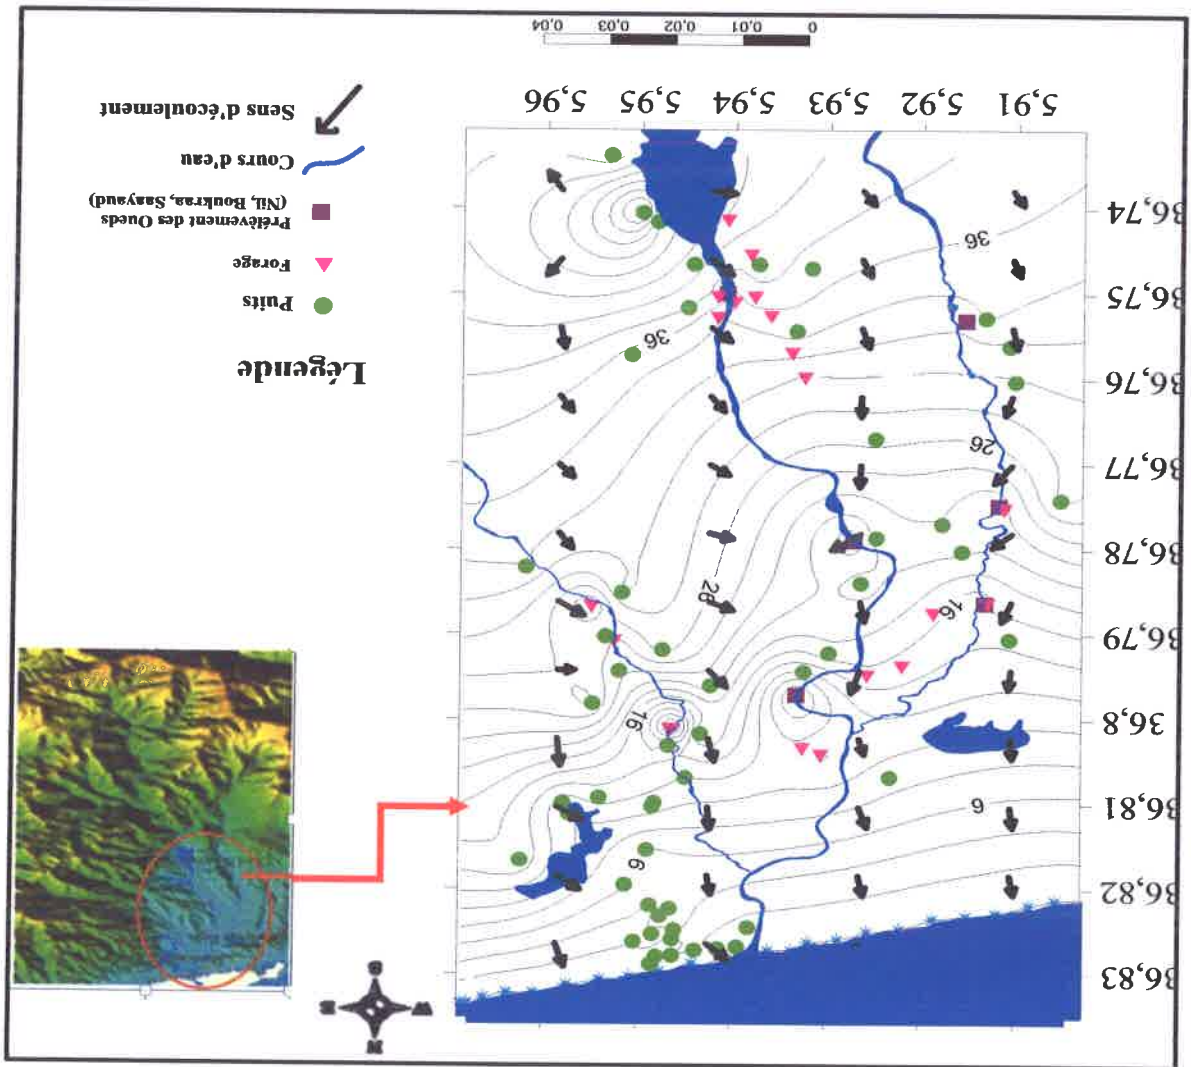 36,83
36,82
36,81
36,8
36,79
36,78
36,77
36,76
36,75
36,74
6
6
16
16
26
26
36
36
5,91
5,92
5,93
5,94
5,95
5,96
0
0,01
0,02
0,03
0,04
N
W
E
S
Légende
Puits
Forage
Prélèvement des Oueds
(Nil, Boukraa, Saayaud)
Cours d'eau
Sens d'écoulement